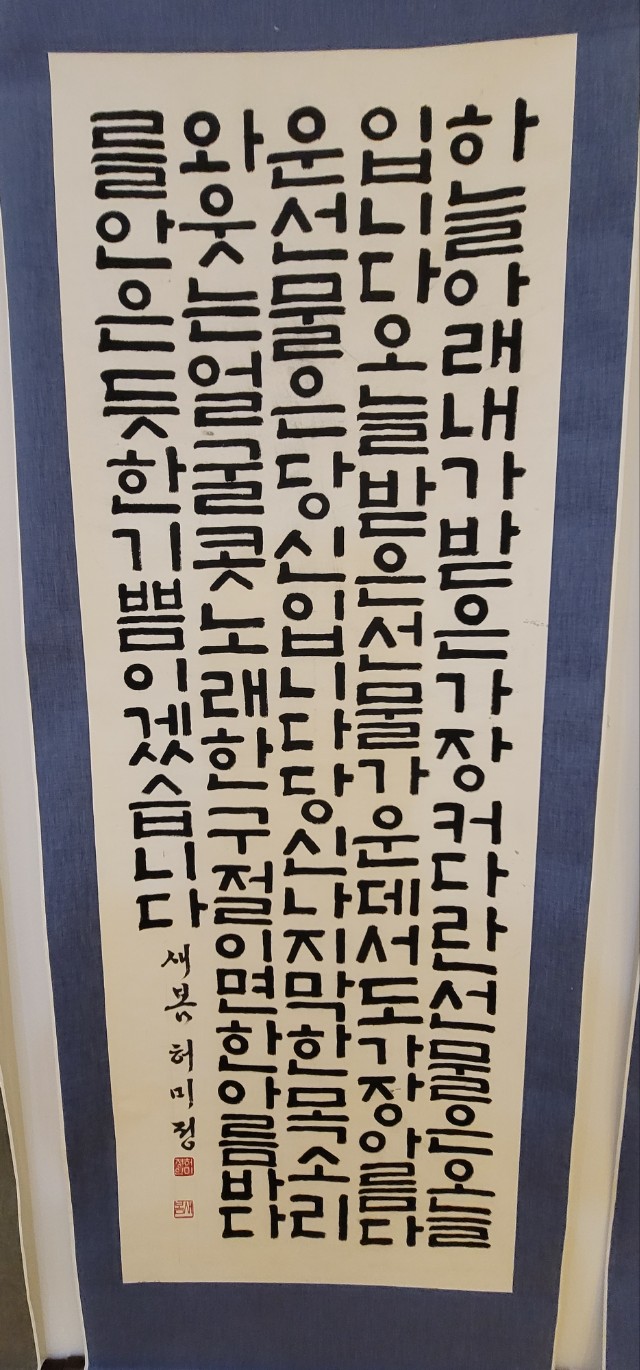 하늘아래내가받은가장커다란선물은오늘
입니다오늘받은선물가운데서도가장아름다
운선물은당신입니다당신나지막한목소리
와웃는얼굴콧노래한구절이면한아름바다
를안은듯한기쁨이겠습니다
새봄 허미정